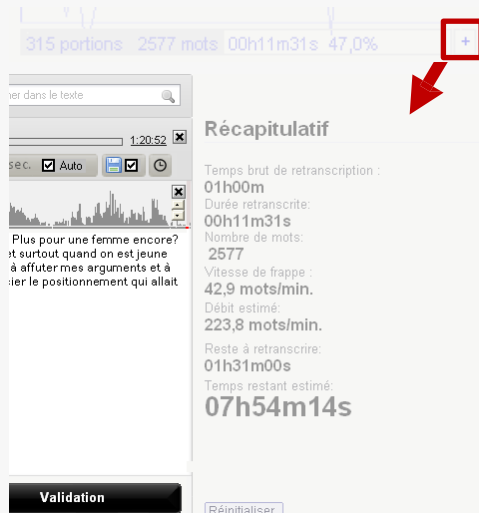 315 portions 2577 mots 00h11m31s 47,0% +
her dans le texte
1:20:52
sec. Auto
Plus pour une femme encore?
et surtout quand on est jeune
à affuter mes arguments et à
cier le positionnement qui allait
Validation
Récapitulatif
Temps brut de retranscription :
01h00m
Durée retranscrite:
00h11m31s
Nombre de mots:
2577
Vitesse de frappe :
42,9 mots/min.
Débit estimé:
223,8 mots/min.
Reste à retranscrire:
01h31m00s
Temps restant estimé:
07h54m14s
Réinitialiser